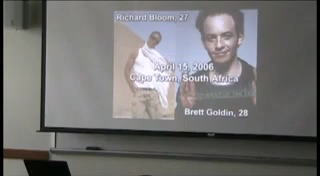 Richard Bloom, 27
April 15, 2006
Cape Town, South Africa
Brett Goldin, 28